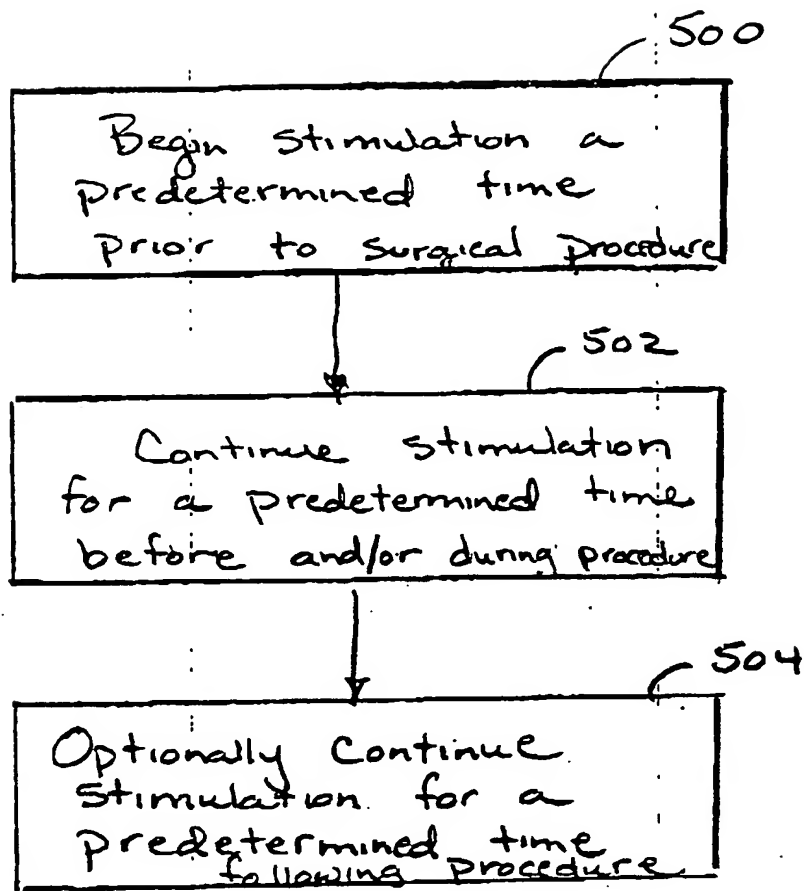 500
Begin stimulation a
predetermined time
prior to surgical procedure
502
Continue stimulation
for a predetermined time
before and/or during procedure
504
Optionally continue
stimulation for a
predetermined time
following procedure